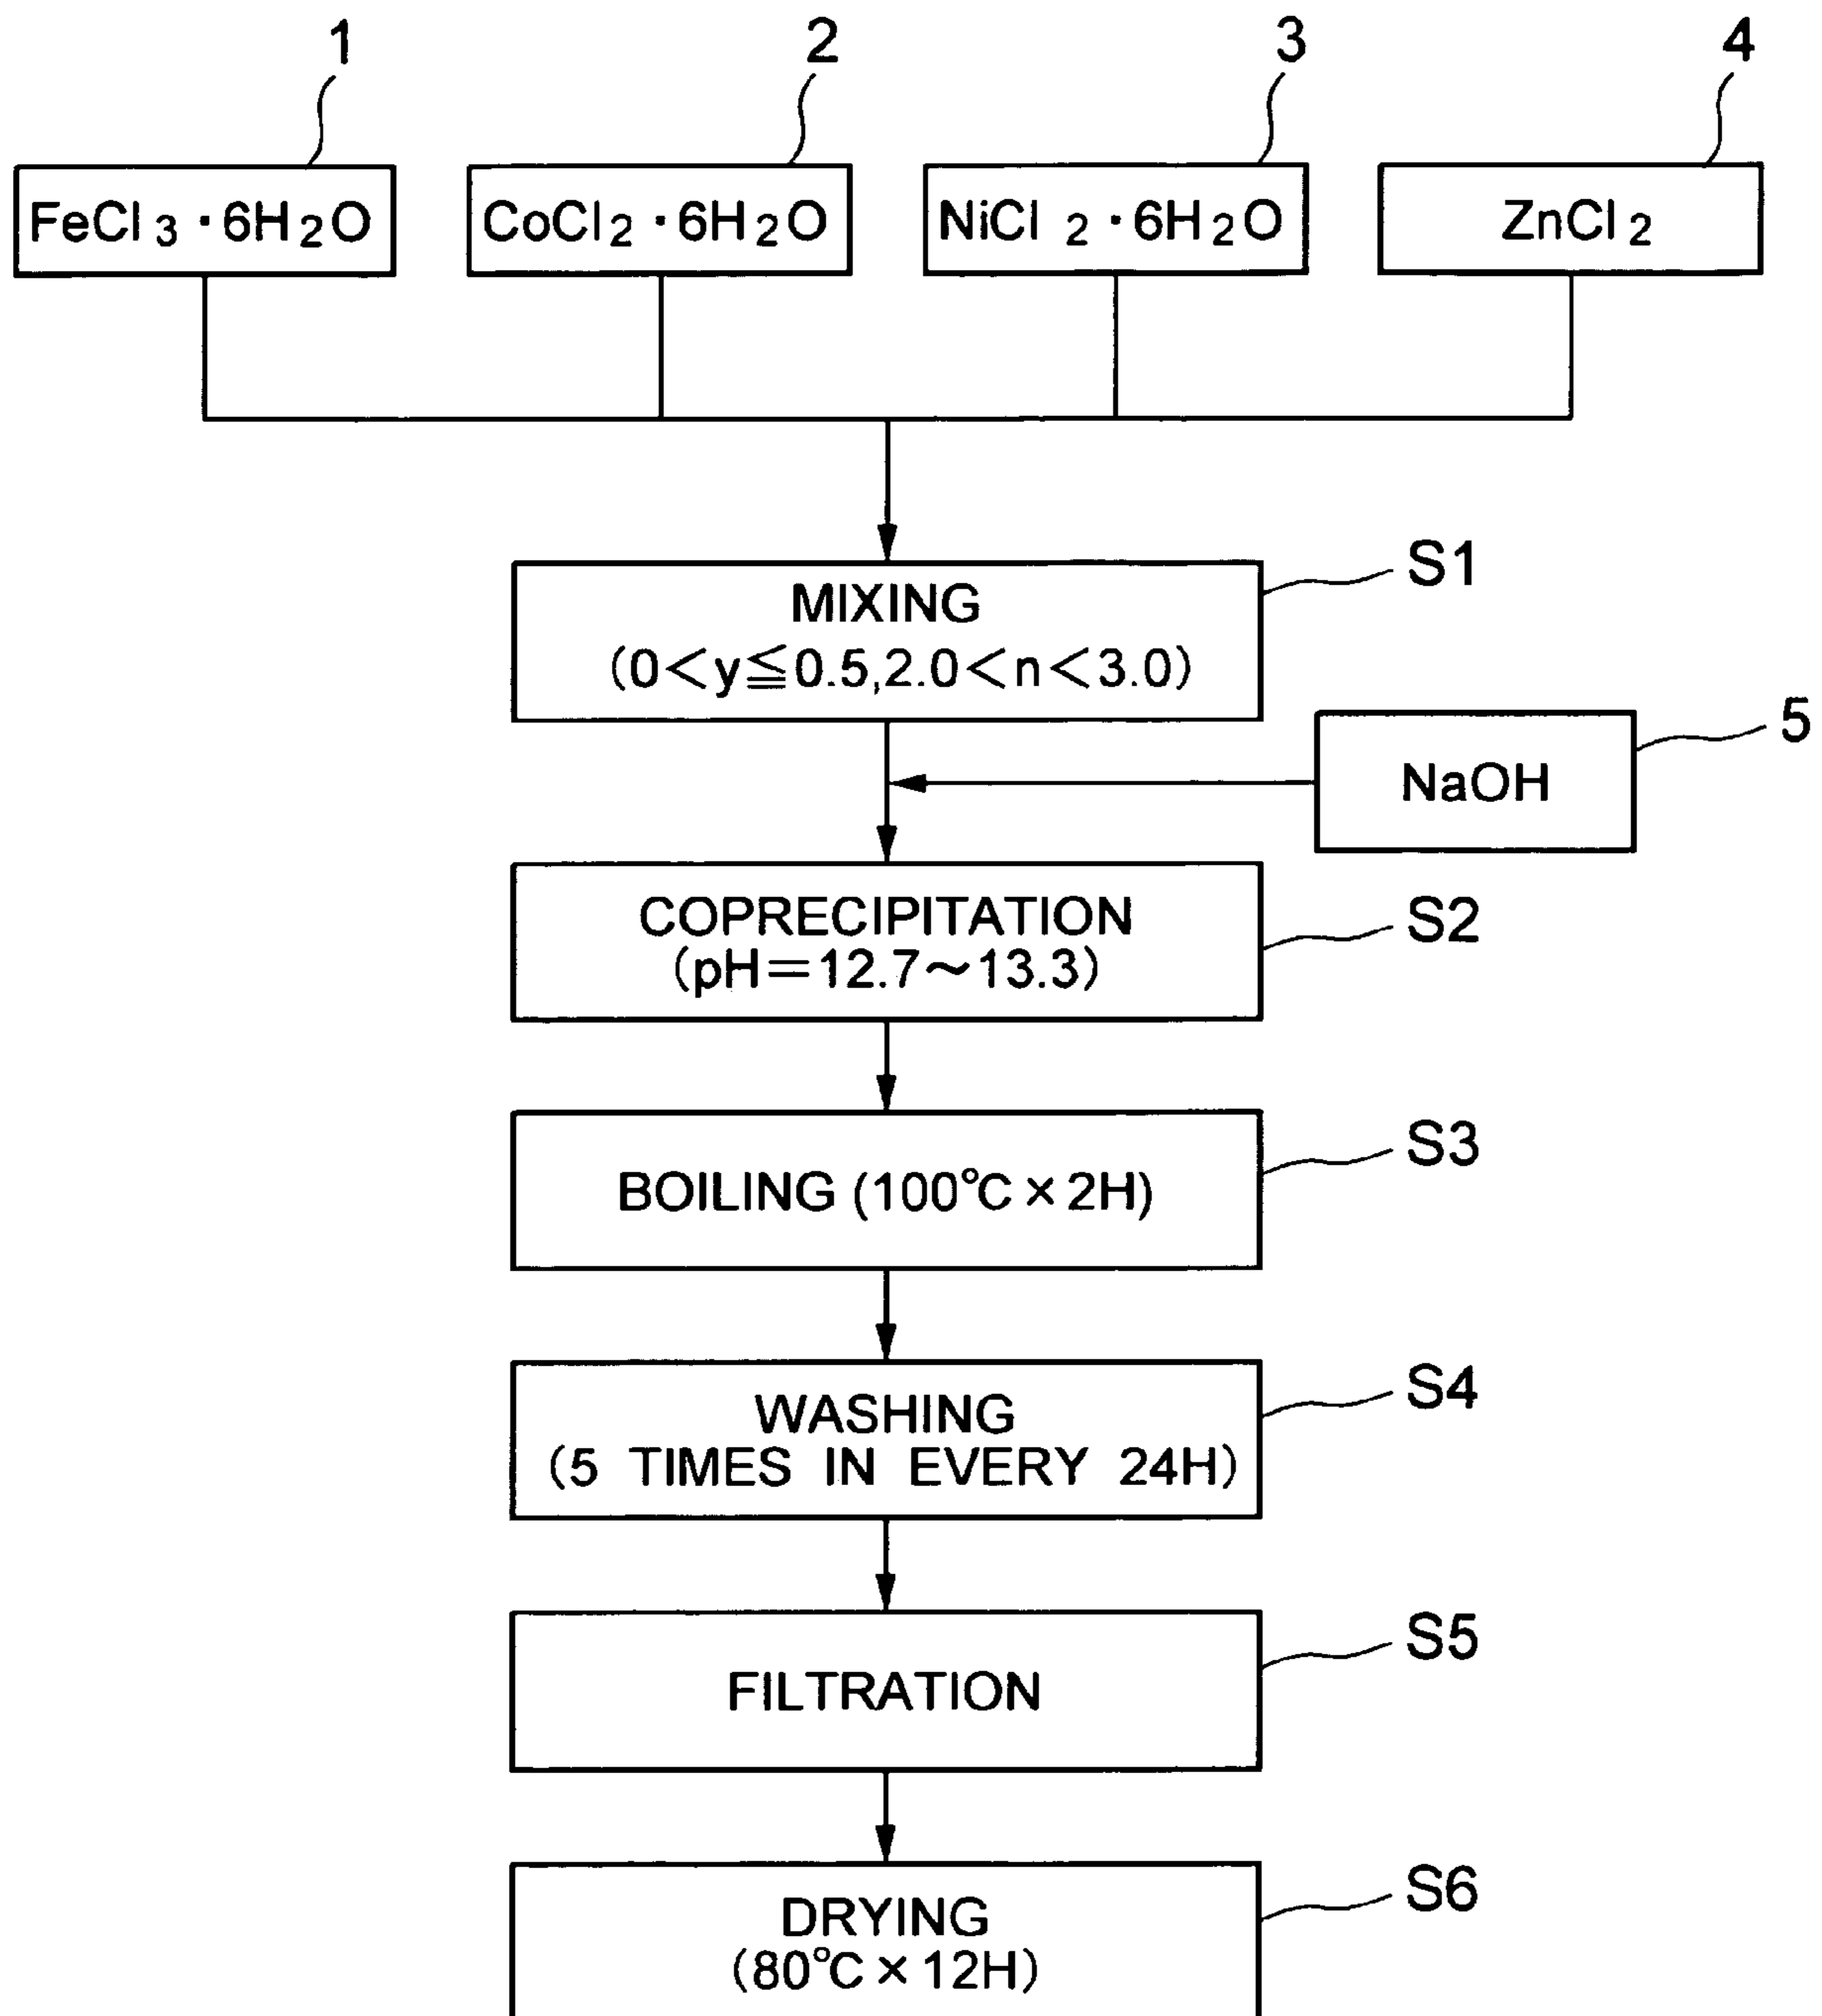 1
2
3
4
FeCl3・6H2O
CoCl2・6H2O
NiCl2・6H2O
ZnCl2
S1
MIXING
(0<y≦0.5,2.0<n<3.0)
5
NaOH
COPRECIPITATION
S2
(pH=12.7～13.3)
S3
BOILING (100℃×2H)
S4
WASHING
(5 TIMES IN EVERY 24H)
S5
FILTRATION
S6
DRYING
(80℃×12H)